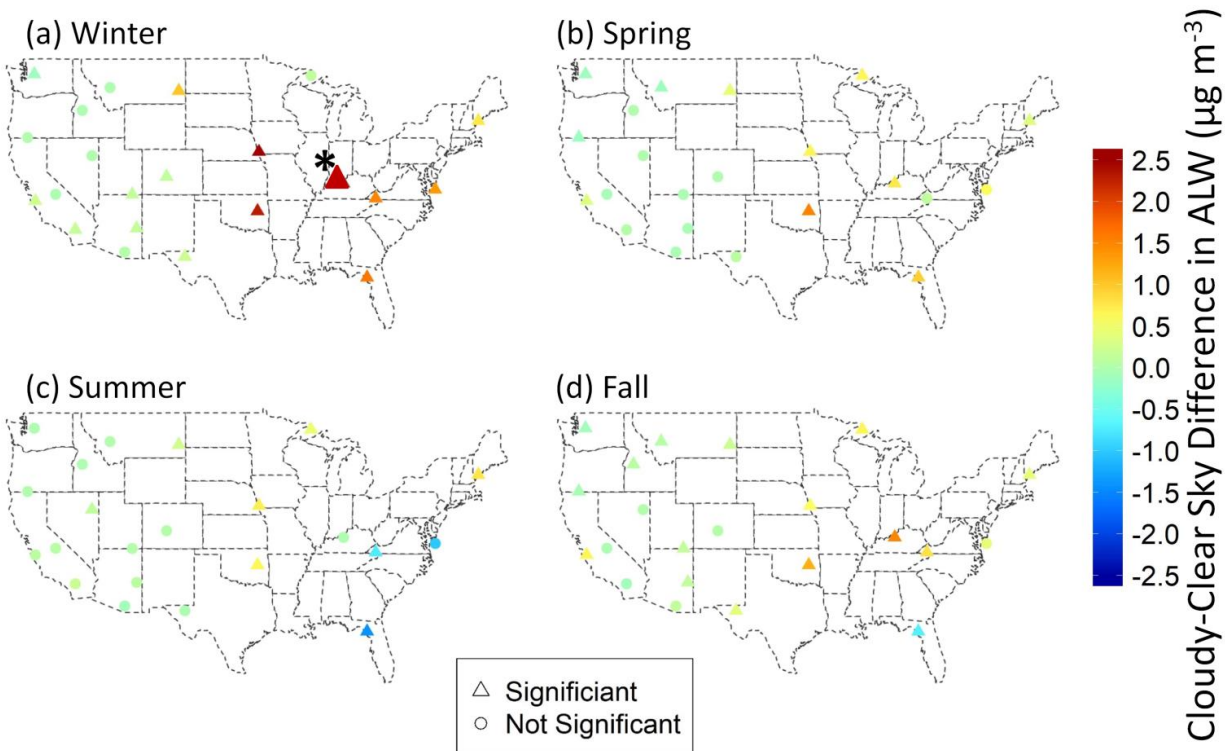 (a) Winter
(b) Spring
*
(c) Summer
(d) Fall
2.5
2.0
1.5
1.0
0.5
0.0
-0.5
-1.0
-1.5
-2.0
-2.5
Cloudy-Clear Sky Difference in ALW (µg m⁻³)
Significiant
Not Significant